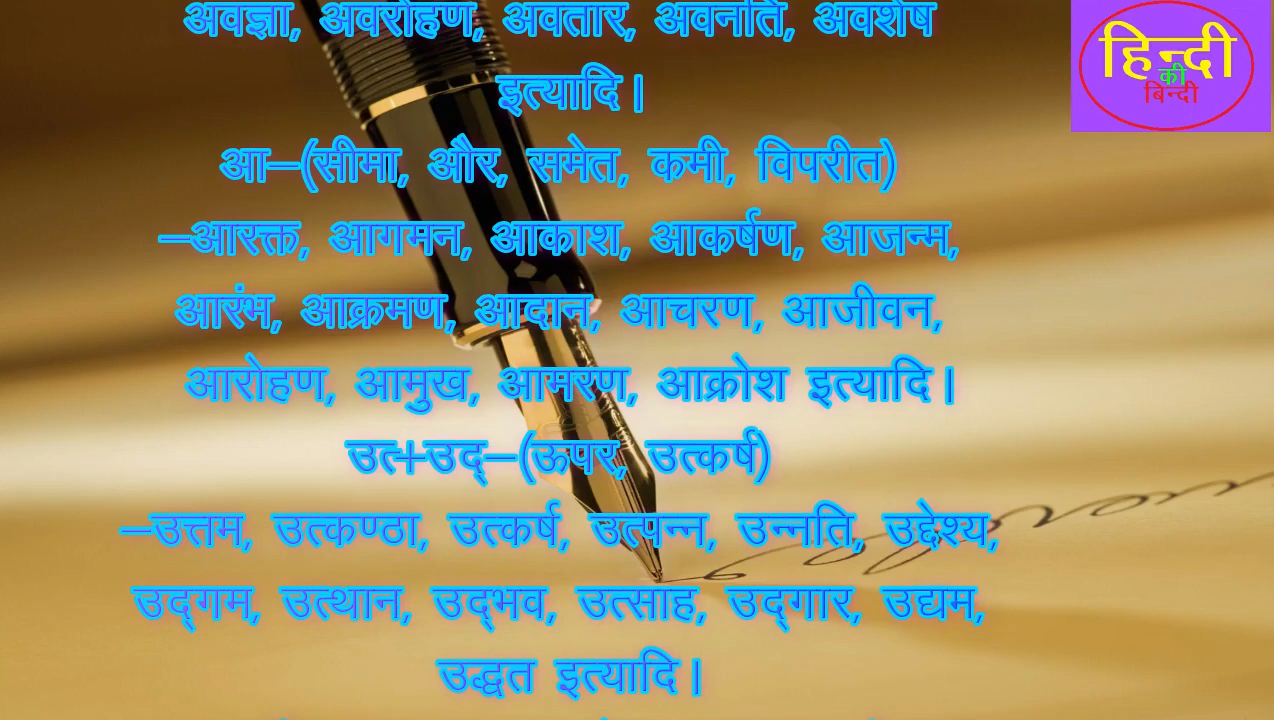 अवज्ञा, अवरोहण, अवतार, अवनति, अवशेष
इत्यादि।
आ—(सीमा, और, समेत, कमी, विपरीत)
—आरक्त, आगमन, आकाश, आकर्षण, आजन्म,
आरंभ, आक्रमण, आदान, आचरण, आजीवन,
आरोहण, आमुख, आमरण, आक्रोश इत्यादि।
उत+उद्—(ऊपर, उत्कर्ष)
—उत्तम, उत्कण्ठा, उत्कर्ष, उत्पन्न, उन्नति, उद्देश्य,
उद्गम, उत्थान, उद्भव, उत्साह, उद्गार, उद्यम,
उद्धत इत्यादि।
हिन्दी
की
बिन्दी